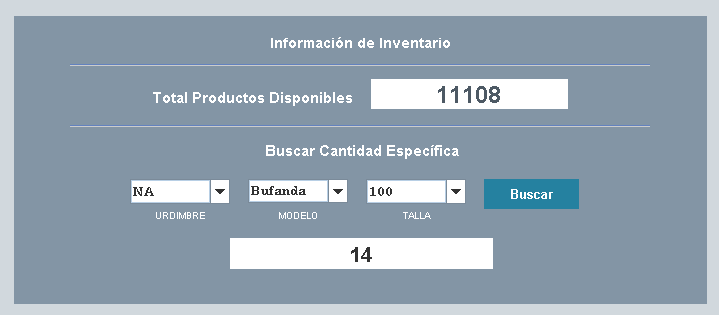 Información de Inventario
Total Productos Disponibles 11108
Buscar Cantidad Específica
NA Bufanda 100 Buscar
URDIMBRE MODELO TALLA
14